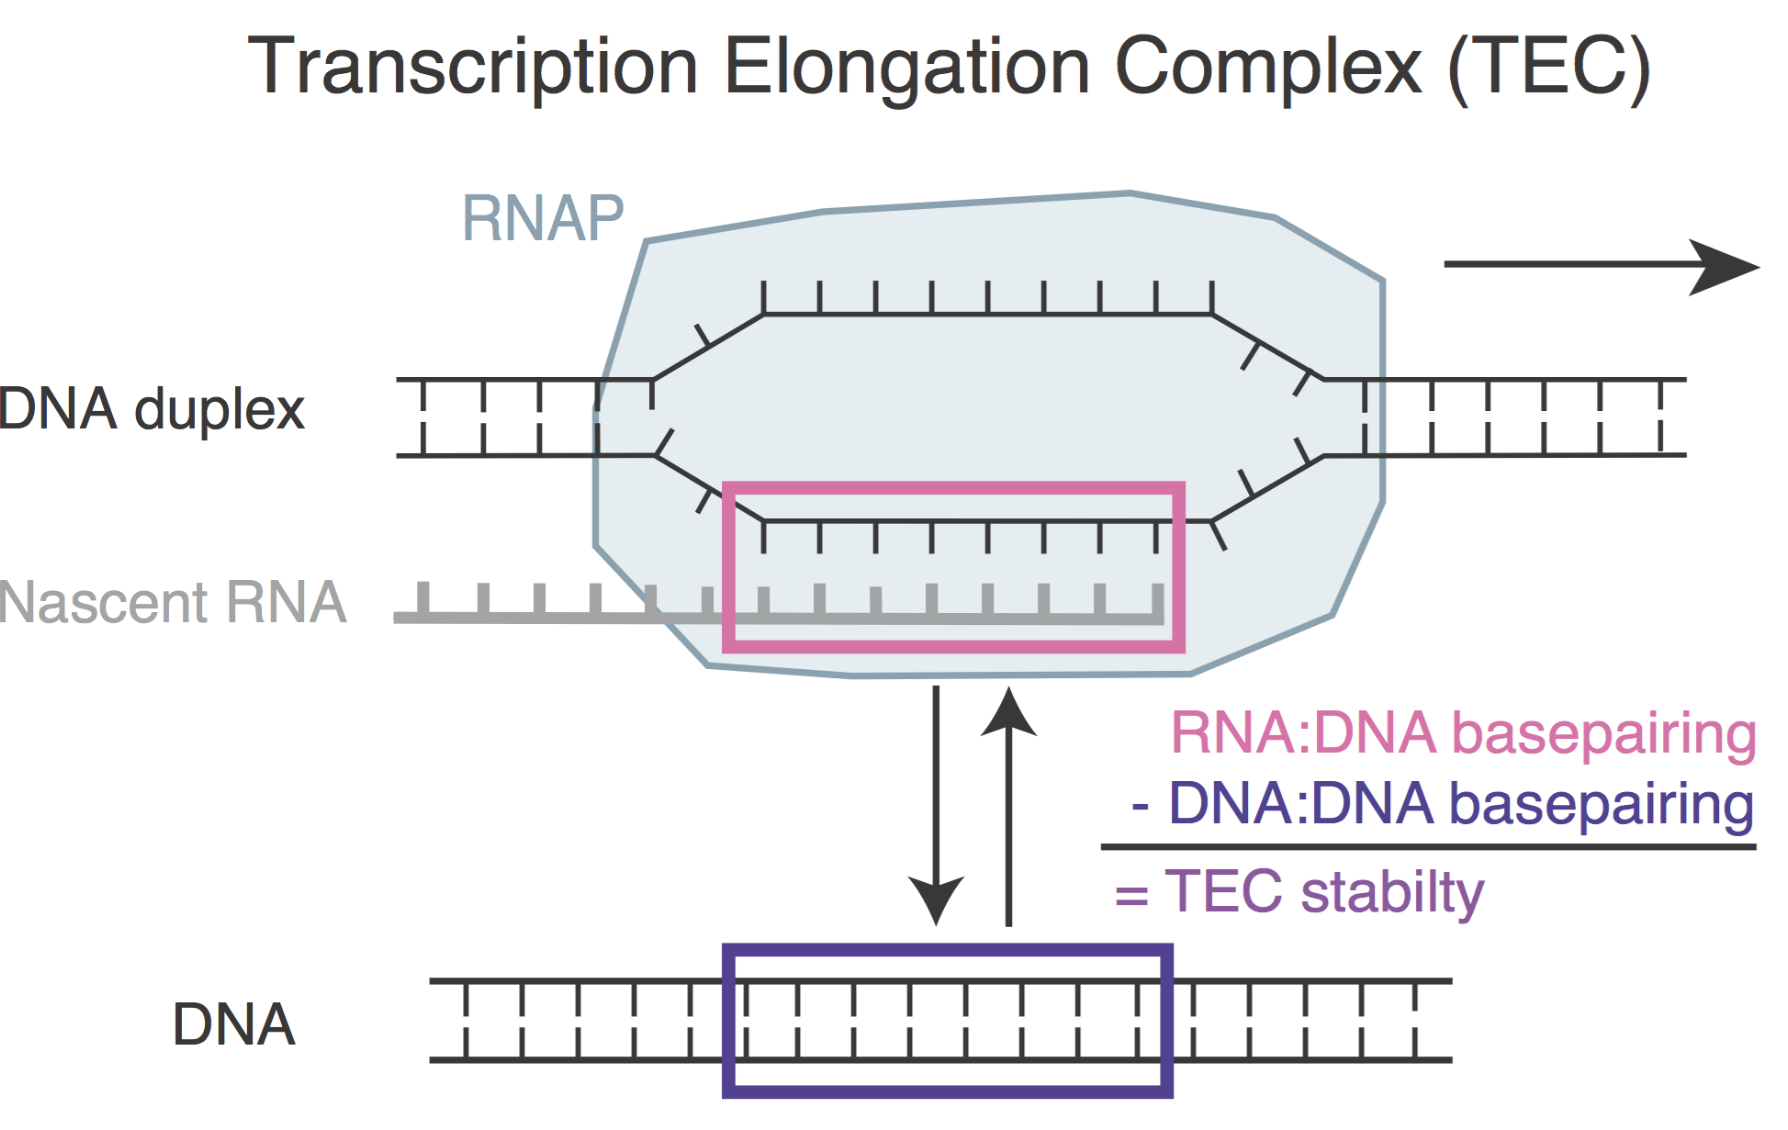 Transcription Elongation Complex (TEC)
RNAP
DNA duplex
Nascent RNA
RNA:DNA basepairing
- DNA:DNA basepairing
= TEC stabilty
DNA